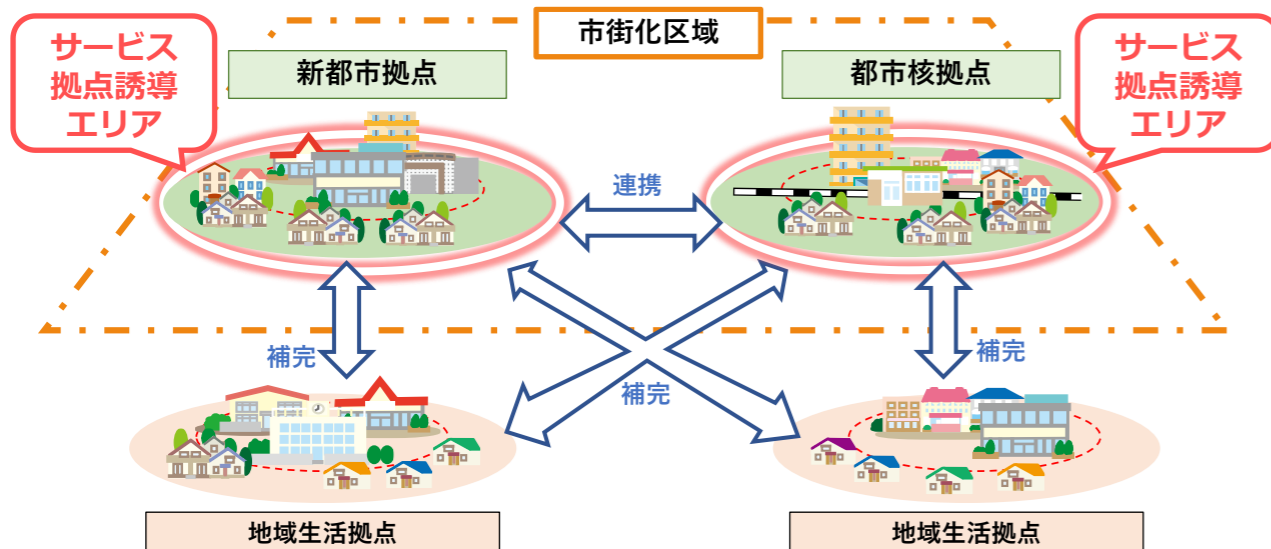 市街化区域
サービス
拠点誘導
エリア
新都市拠点
都市核拠点
サービス
拠点誘導
エリア
連携
補完
補完
補完
地域生活拠点
地域生活拠点